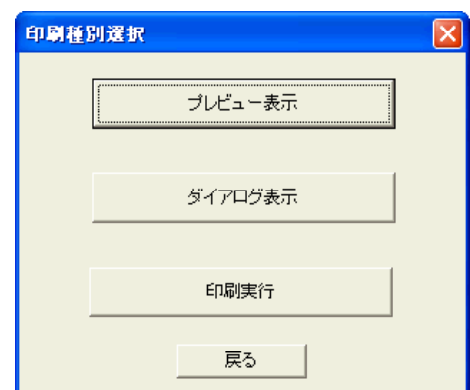 印刷種別選択
プレビュー表示
ダイアログ表示
印刷実行
戻る